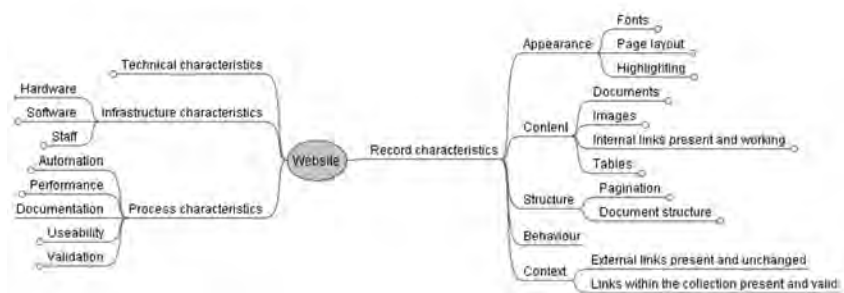 Technical characteristics
Hardware
Software
Staff
Infrastructure characteristics
Automation
Performance
Documentation
Useability
Validation
Process characteristics
Website
Record characteristics
Appearance
Fonts
Page layout
Highlighting
Content
Documents
Images
Internal links present and working
Tables
Structure
Pagination
Document structure
Behaviour
Context
External links present and unchanged
Links within the collection present and valid